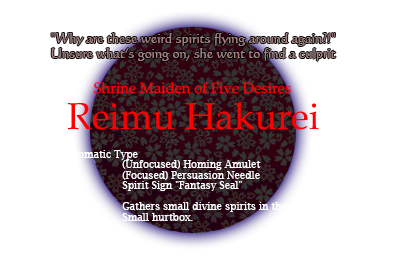 "Why are these weird spirits flying around again?!"
Unsure what's going on, she went to find a culprit
Shrine Maiden of Five Desires
Reimu Hakurei
Type
(Unfocused) Homing Amulet
(Focused) Persuasion Needle
Spirit Sign "Fantasy Seal"
Gathers small divine spirits in
Small hurtbox.